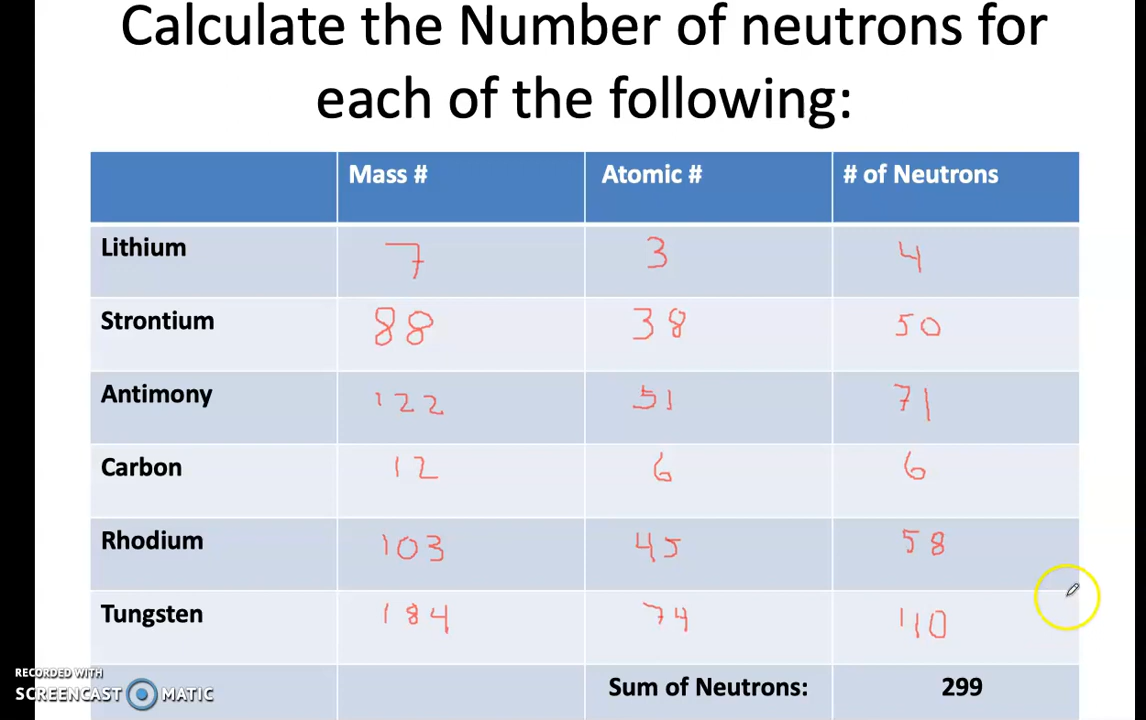 Calculate the Number of neutrons for
each of the following:
Mass # Atomic # # of Neutrons
Lithium 7 3 4
Strontium 88 38 50
Antimony 122 51 71
Carbon 12 6 6
Rhodium 103 45 58
Tungsten 184 74 110
Sum of Neutrons: 299
RECORDED WITH
SCREENCAST MATIC